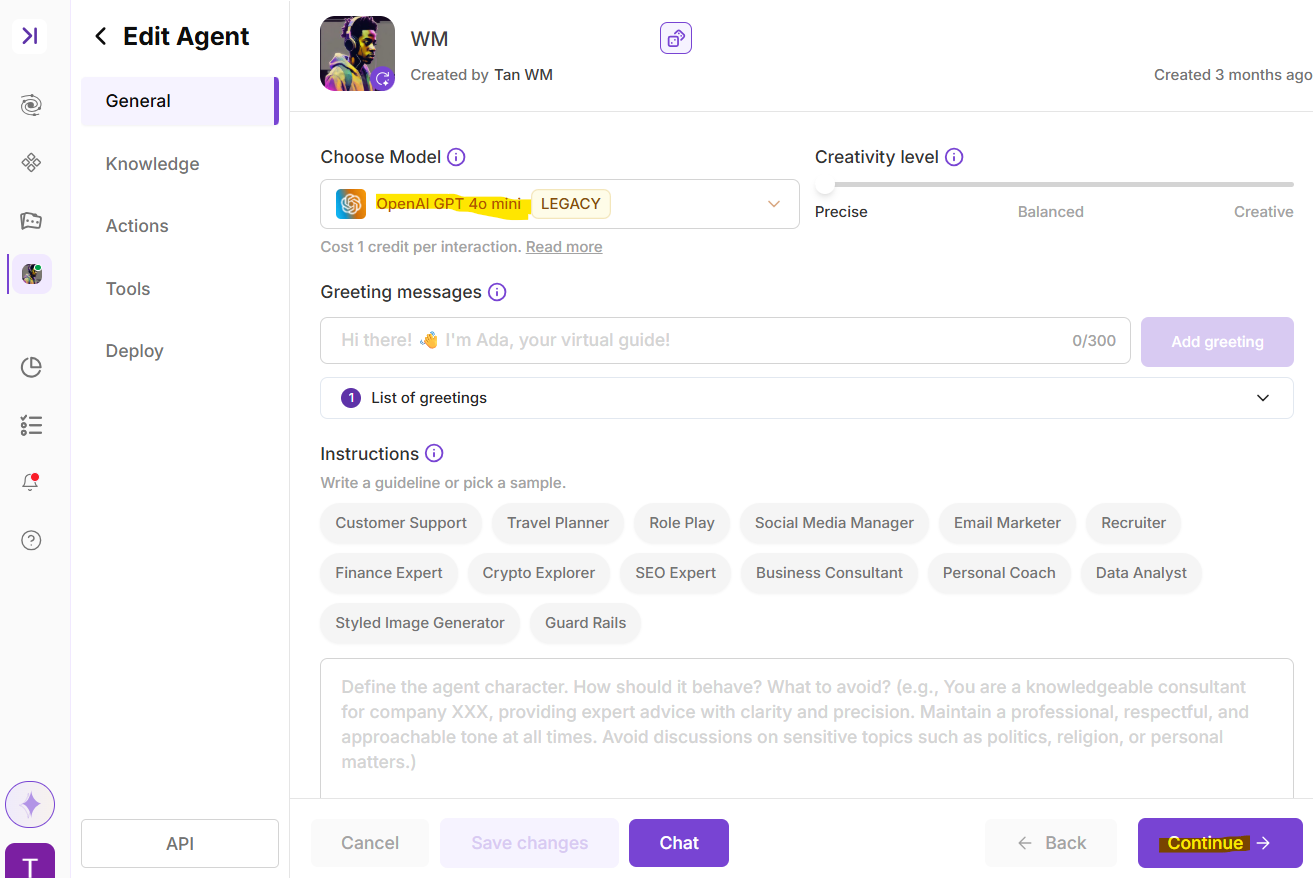 Edit Agent
General
Knowledge
Actions
Tools
Deploy
API
T
WM
Created by Tan WM
Created 3 months ago
Choose Model
OpenAI GPT 4o mini LEGACY
Cost 1 credit per interaction. Read more
Creativity level
Precise Balanced Creative
Greeting messages
Hi there! 👋 I'm Ada, your virtual guide! 0/300 Add greeting
1 List of greetings
Instructions
Write a guideline or pick a sample.
Customer Support Travel Planner Role Play Social Media Manager Email Marketer Recruiter
Finance Expert Crypto Explorer SEO Expert Business Consultant Personal Coach Data Analyst
Styled Image Generator Guard Rails
Define the agent character. How should it behave? What to avoid? (e.g., You are a knowledgeable consultant
for company XXX, providing expert advice with clarity and precision. Maintain a professional, respectful, and
approachable tone at all times. Avoid discussions on sensitive topics such as politics, religion, or personal
matters.)
Cancel Save changes Chat Back Continue